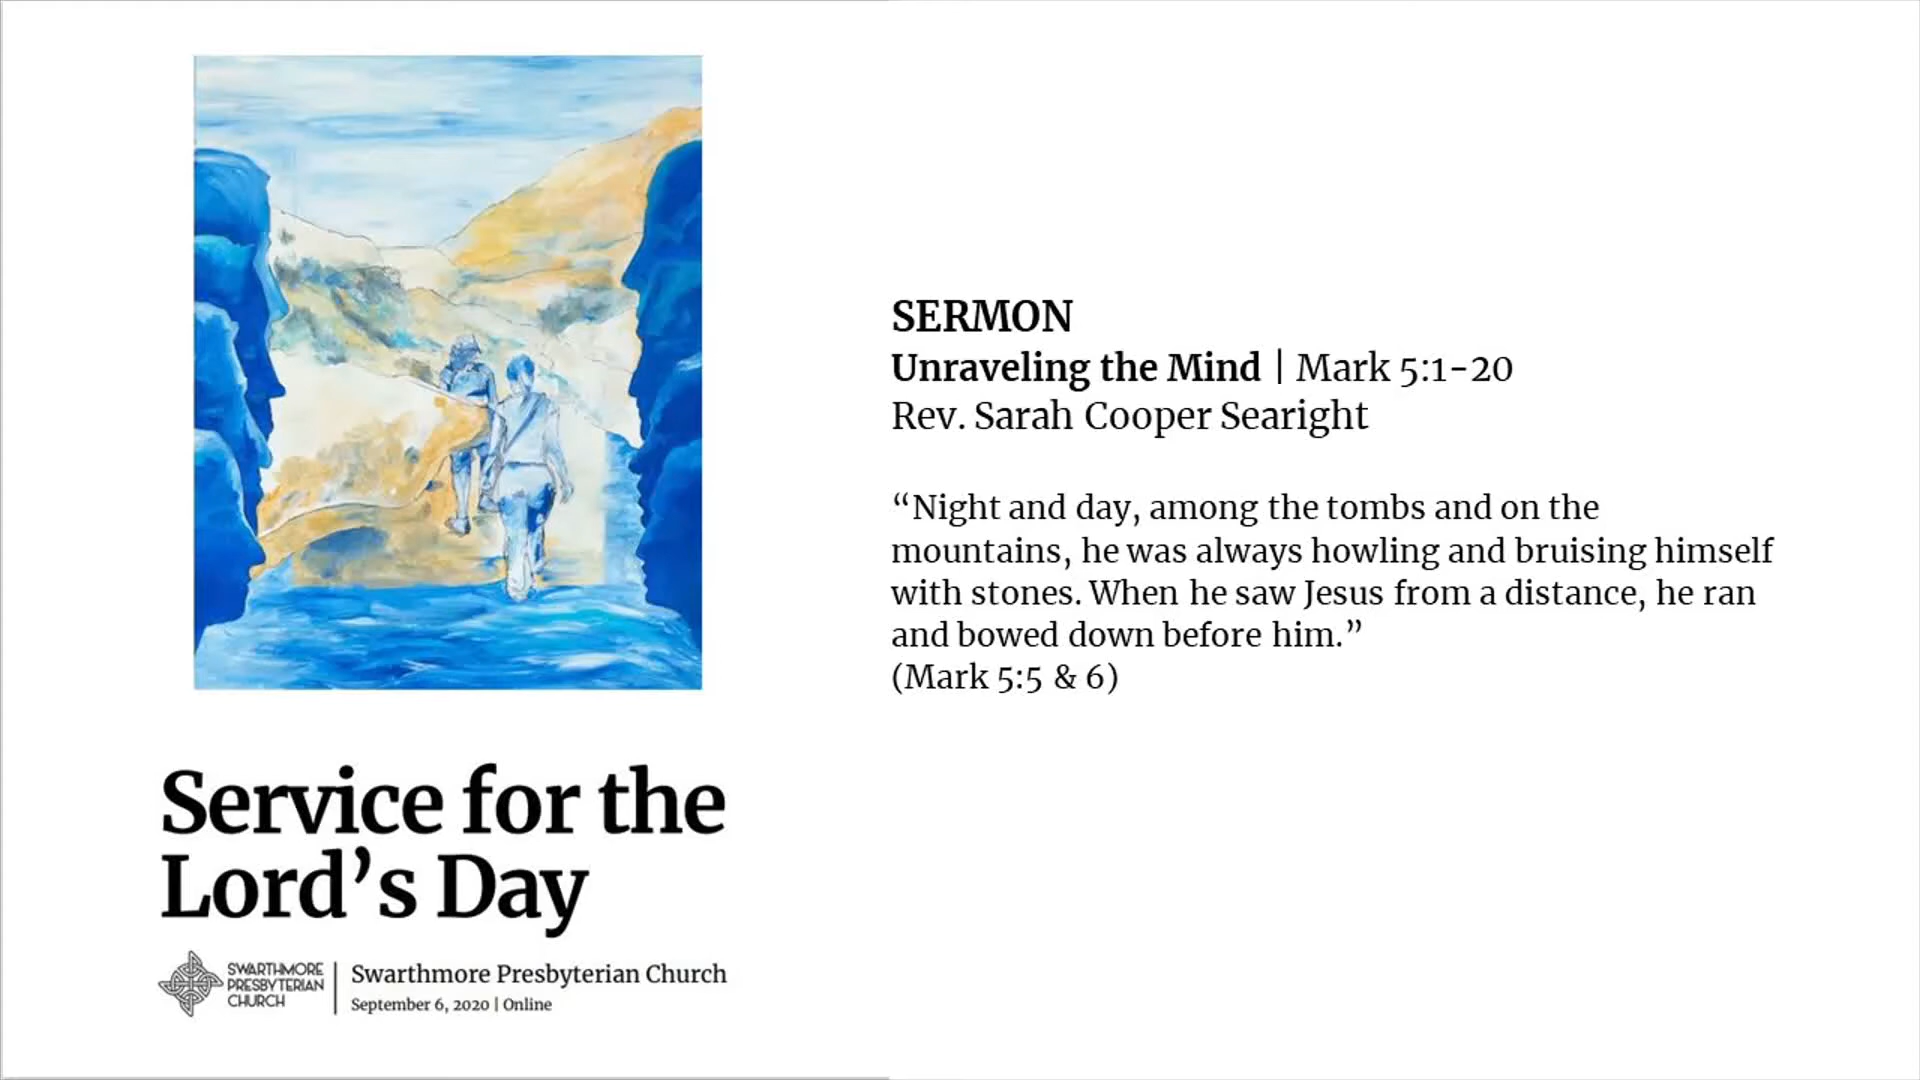 SERMON
Unraveling the Mind | Mark 5:1-20
Rev. Sarah Cooper Searight
“Night and day, among the tombs and on the
mountains, he was always howling and bruising himself
with stones. When he saw Jesus from a distance, he ran
and bowed down before him.”
(Mark 5:5 & 6)
Service for the
Lord’s Day
SWARTHMORE
PRESBYTERIAN
CHURCH
Swarthmore Presbyterian Church
September 6, 2020 | Online